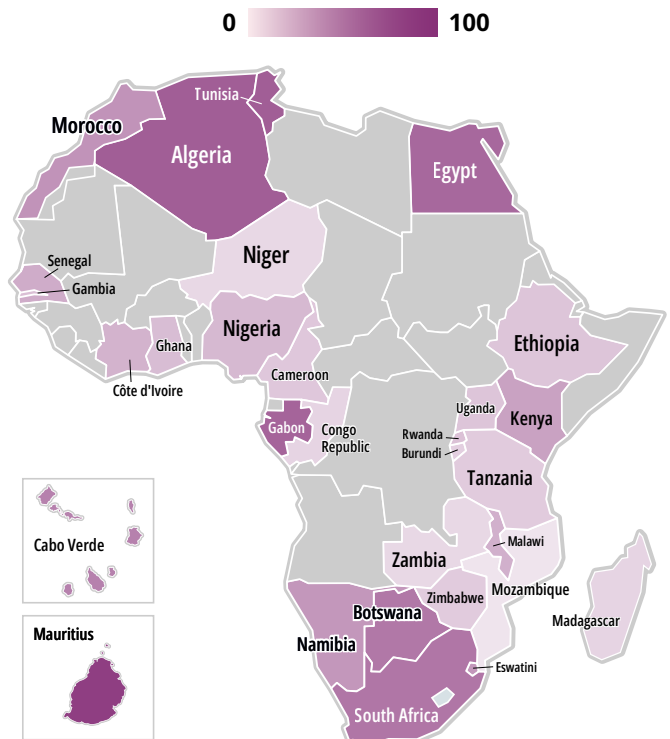 0 100
Tunisia
Morocco
Algeria
Egypt
Niger
Senegal
Gambia
Nigeria
Ghana
Ethiopia
Cameroon
Côte d'Ivoire
Uganda
Kenya
Gabon
Congo
Republic
Rwanda
Burundi
Tanzania
Cabo Verde
Malawi
Zambia
Mozambique
Zimbabwe
Botswana
Madagascar
Mauritius
Namibia
Eswatini
South Africa